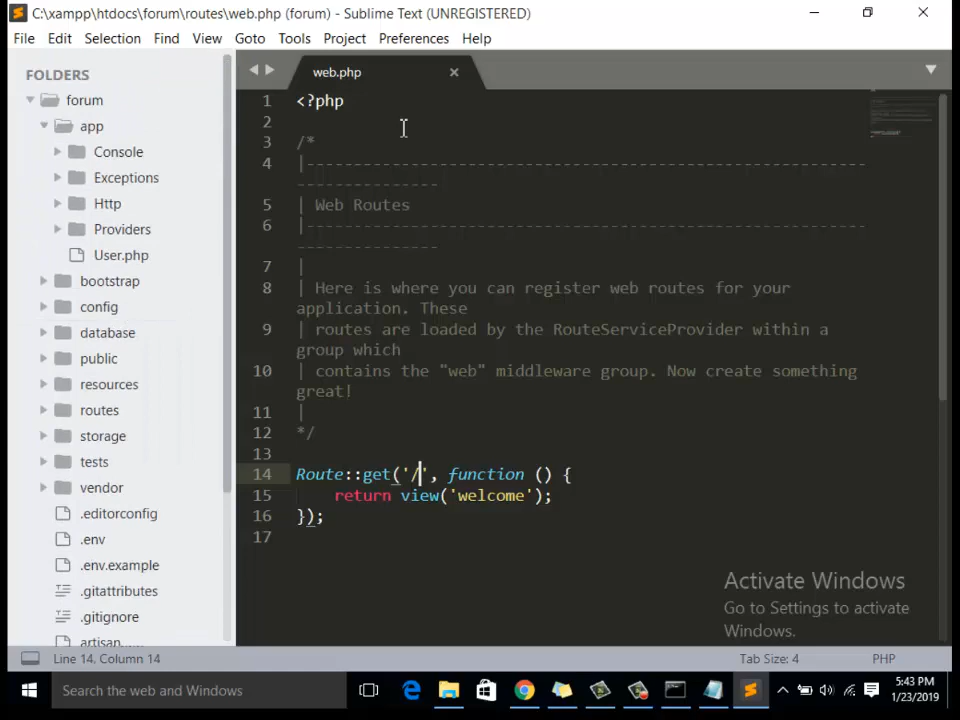 C:\xampp\htdocs\forum\routes\web.php (forum) - Sublime Text (UNREGISTERED)
File Edit Selection Find View Goto Tools Project Preferences Help
FOLDERS
forum
app
Console
Exceptions
Http
Providers
User.php
bootstrap
config
database
public
resources
routes
storage
tests
vendor
.editorconfig
.env
.env.example
.gitattributes
.gitignore
artisan
web.php
1 <?php
2
3 /*
4 |-----------------------------------------------------------
---------------
5 | Web Routes
6 |-----------------------------------------------------------
---------------
7 |
8 | Here is where you can register web routes for your
application. These
9 | routes are loaded by the RouteServiceProvider within a
group which
10 | contains the "web" middleware group. Now create something
great!
11 |
12 */
13
14 Route::get('/', function () {
15     return view('welcome');
16 });
17
Activate Windows
Go to Settings to activate
Windows.
Line 14, Column 14
Tab Size: 4
PHP
Search the web and Windows
5:43 PM
1/23/2019